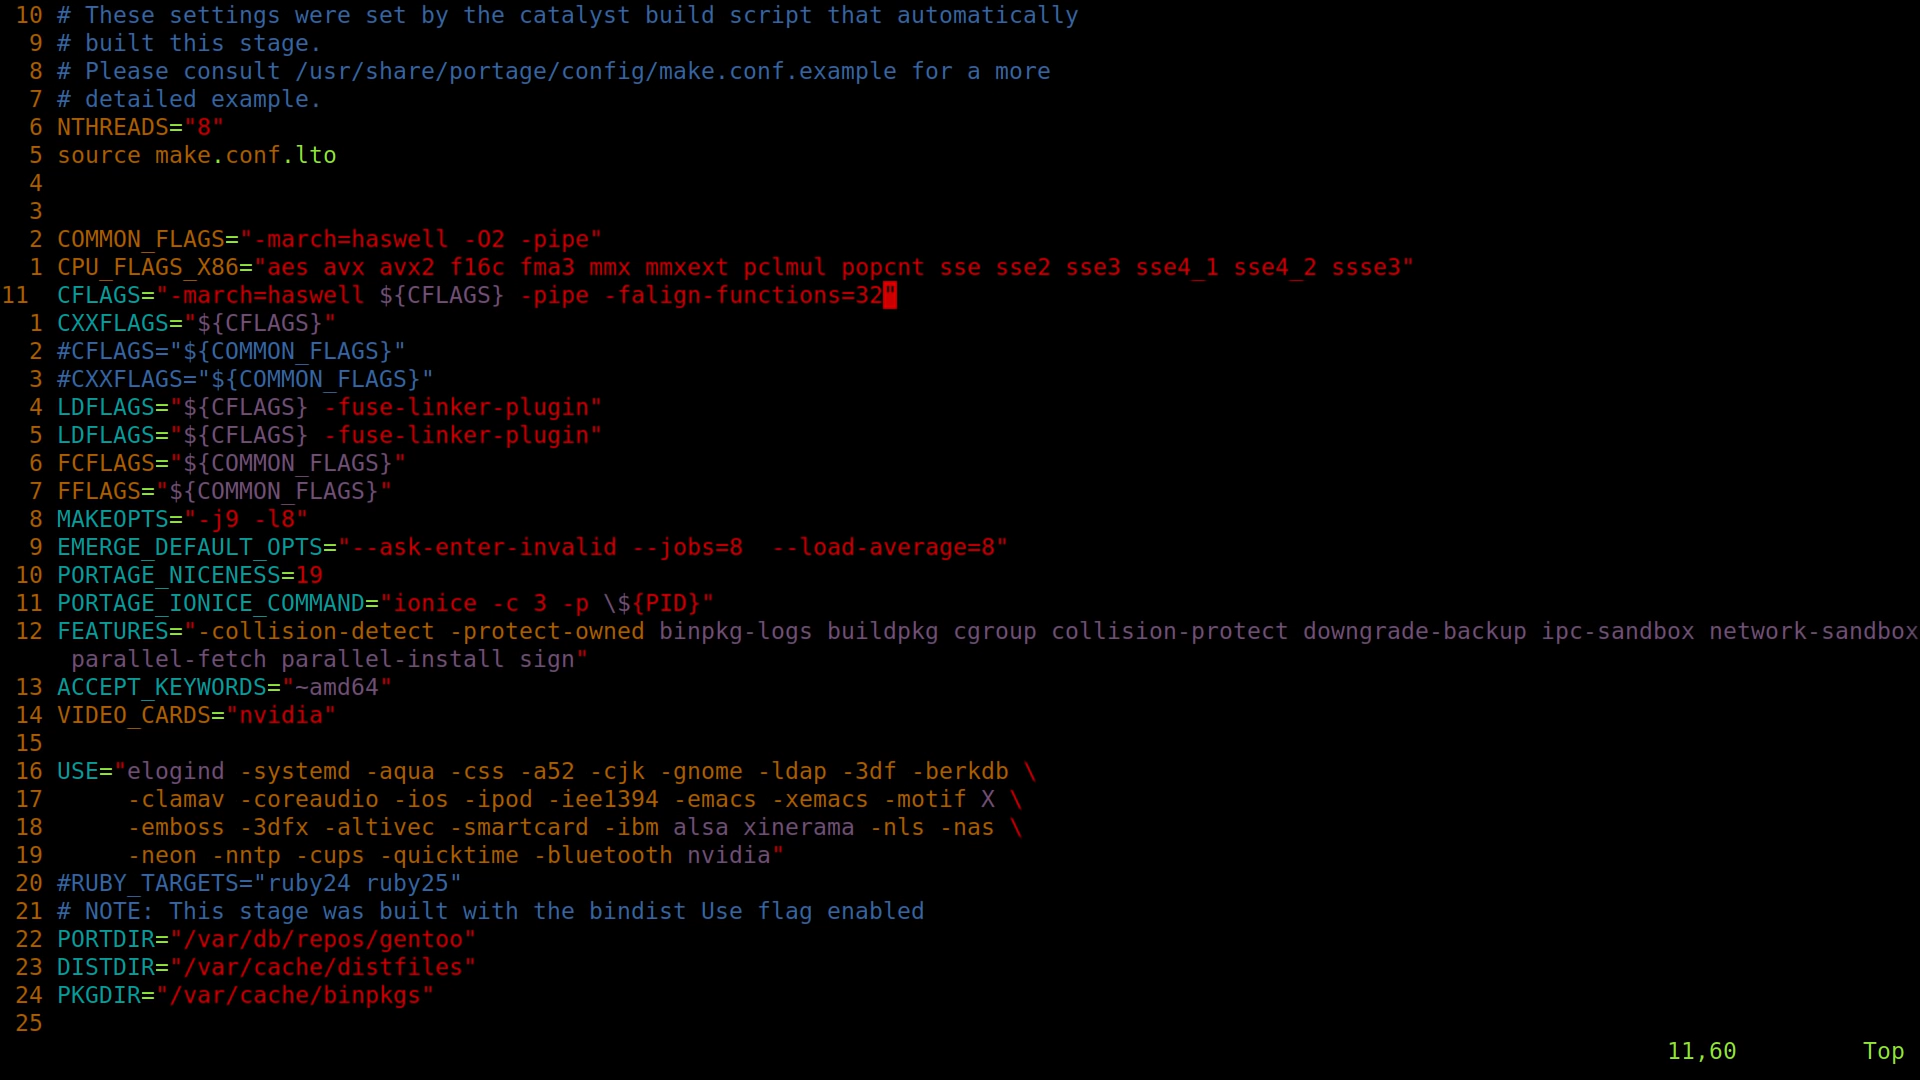 10 # These settings were set by the catalyst build script that automatically
9 # built this stage.
8 # Please consult /usr/share/portage/config/make.conf.example for a more
7 # detailed example.
6 NTHREADS="8"
5 source make.conf.lto
4
3
2 COMMON_FLAGS="-march=haswell -O2 -pipe"
1 CPU_FLAGS_X86="aes avx avx2 f16c fma3 mmx mmxext pclmul popcnt sse sse2 sse3 sse4_1 sse4_2 ssse3"
11 CFLAGS="-march=haswell ${CFLAGS} -pipe -falign-functions=32"
1 CXXFLAGS="${CFLAGS}"
2 #CFLAGS="${COMMON_FLAGS}"
3 #CXXFLAGS="${COMMON_FLAGS}"
4 LDFLAGS="${CFLAGS} -fuse-linker-plugin"
5 LDFLAGS="${CFLAGS} -fuse-linker-plugin"
6 FCFLAGS="${COMMON_FLAGS}"
7 FFLAGS="${COMMON_FLAGS}"
8 MAKEOPTS="-j9 -l8"
9 EMERGE_DEFAULT_OPTS="--ask-enter-invalid --jobs=8  --load-average=8"
10 PORTAGE_NICENESS=19
11 PORTAGE_IONICE_COMMAND="ionice -c 3 -p \${PID}"
12 FEATURES="-collision-detect -protect-owned binpkg-logs buildpkg cgroup collision-protect downgrade-backup ipc-sandbox network-sandbox
parallel-fetch parallel-install sign"
13 ACCEPT_KEYWORDS="~amd64"
14 VIDEO_CARDS="nvidia"
15
16 USE="elogind -systemd -aqua -css -a52 -cjk -gnome -ldap -3df -berkdb \
17      -clamav -coreaudio -ios -ipod -iee1394 -emacs -xemacs -motif X \
18      -emboss -3dfx -altivec -smartcard -ibm alsa xinerama -nls -nas \
19      -neon -nntp -cups -quicktime -bluetooth nvidia"
20 #RUBY_TARGETS="ruby24 ruby25"
21 # NOTE: This stage was built with the bindist Use flag enabled
22 PORTDIR="/var/db/repos/gentoo"
23 DISTDIR="/var/cache/distfiles"
24 PKGDIR="/var/cache/binpkgs"
25
11,60 Top